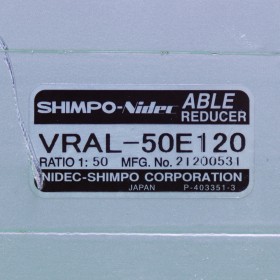 SHIMPO-Nidec ABLE
REDUCER
VRAL-50E120
RATIO 1: 50 MFG. No. 21200531
NIDEC-SHIMPO CORPORATION
JAPAN P-403351-3